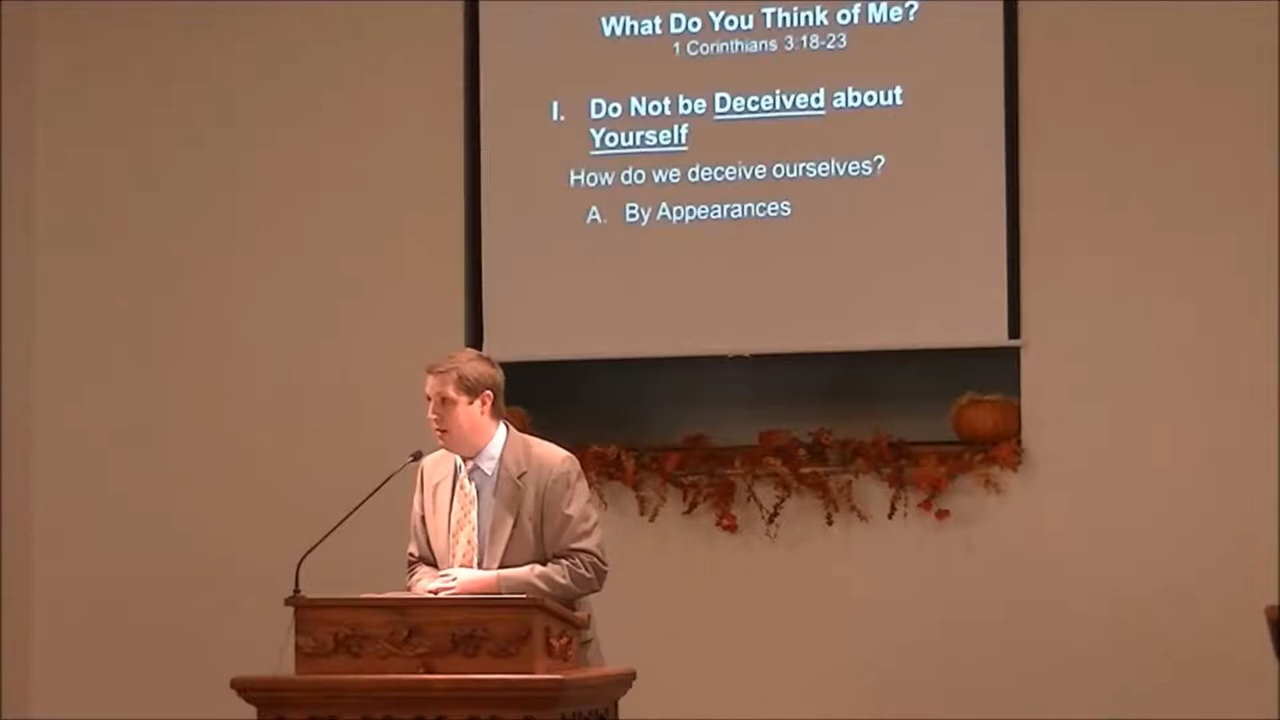 What Do You Think of Me?
1 Corinthians 3.18-23
I. Do Not be Deceived about
Yourself
How do we deceive ourselves?
A. By Appearances